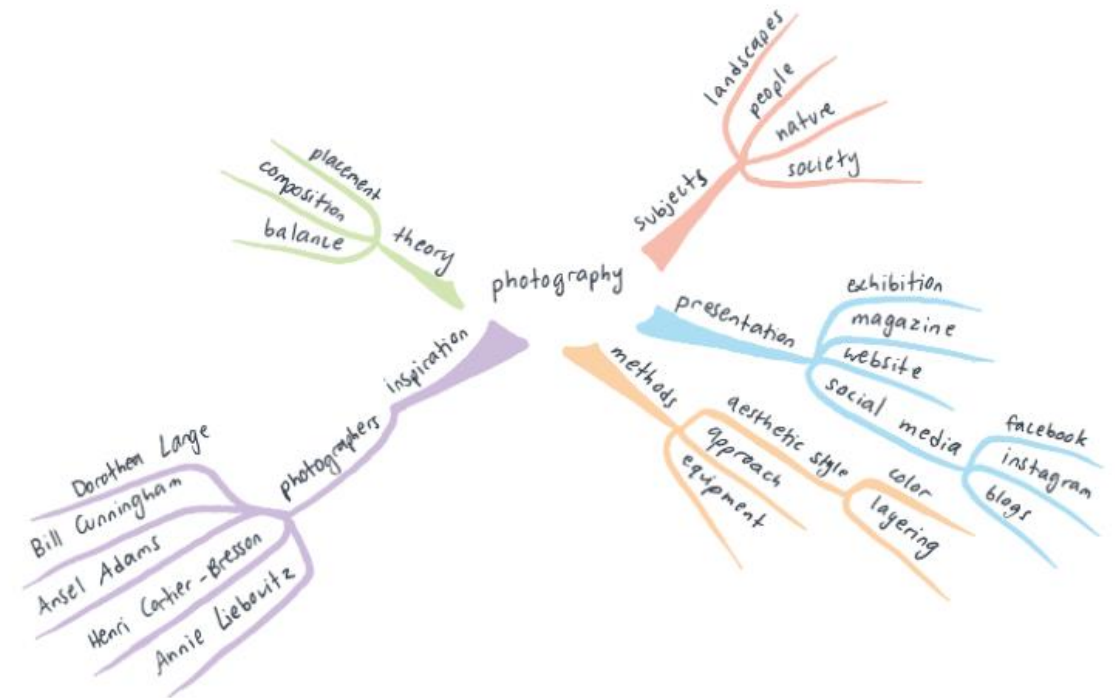 photography
theory
placement
composition
balance
subjects
landscapes
people
nature
society
presentation
exhibition
magazine
website
social media
facebook
instagram
blogs
methods
aesthetic style
color
layering
approach
equipment
inspiration
photographers
Dorothea Lange
Bill Cunningham
Ansel Adams
Henri Cartier-Bresson
Annie Liebovitz